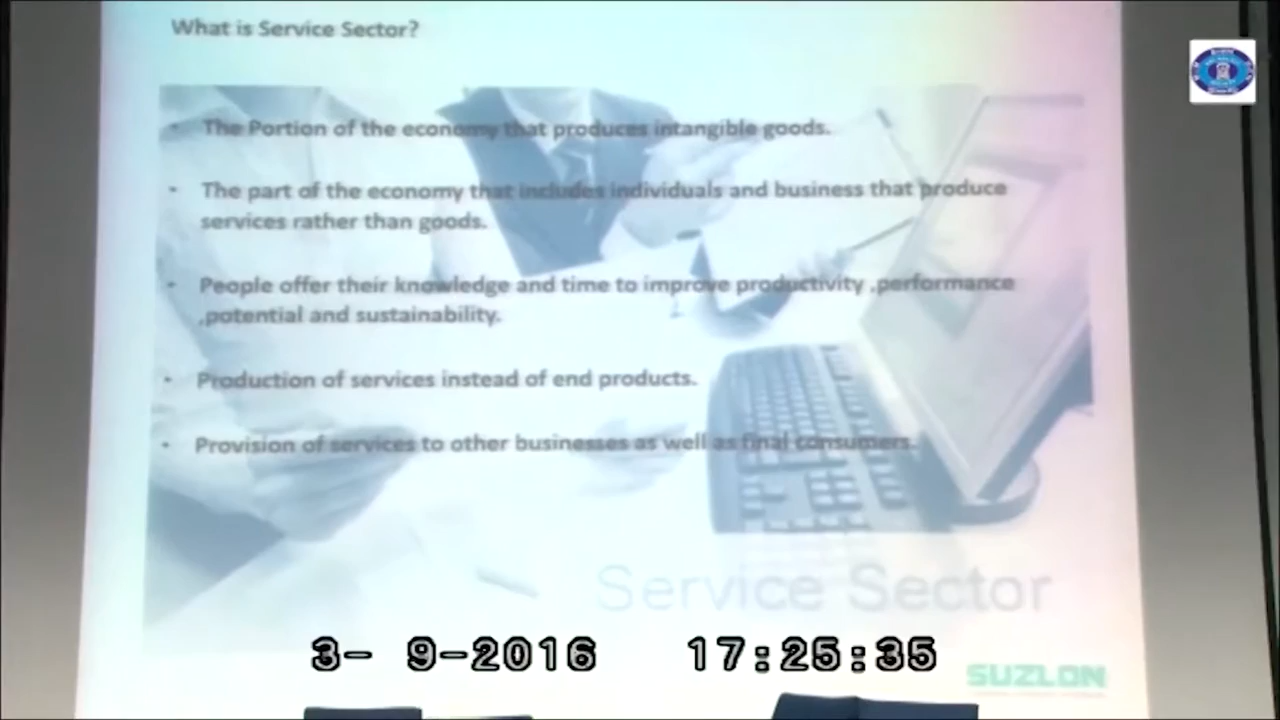 What is Service Sector?
• The Portion of the economy that produces intangible goods.
• The part of the economy that includes individuals and business that produce
services rather than goods.
• People offer their knowledge and time to improve productivity ,performance
,potential and sustainability.
• Production of services instead of end products.
• Provision of services to other businesses as well as final consumers.
Service Sector
3- 9-2016 17:25:35
SUZLON